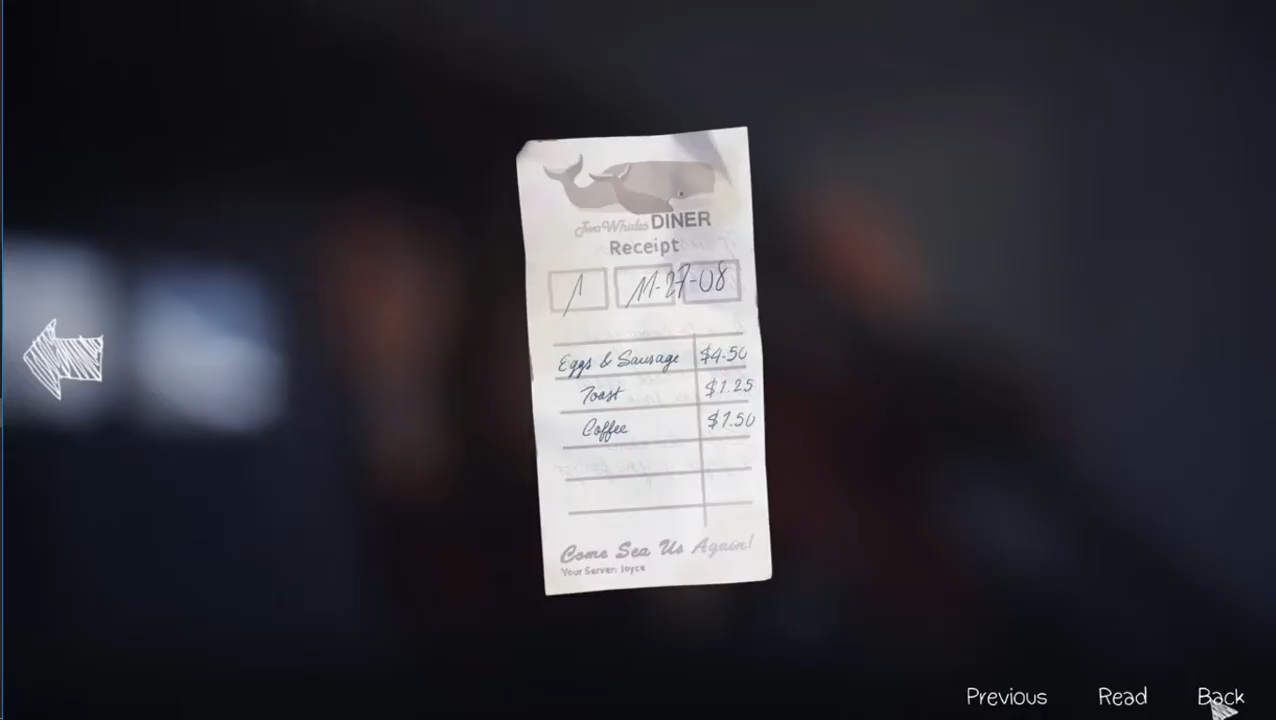 Two Whales DINER
Receipt
1 11-27-08
Eggs & Sausage $4.50
Toast $1.25
Coffee $1.50
Come Sea Us Again!
Your Server: Joyce
Previous Read Back